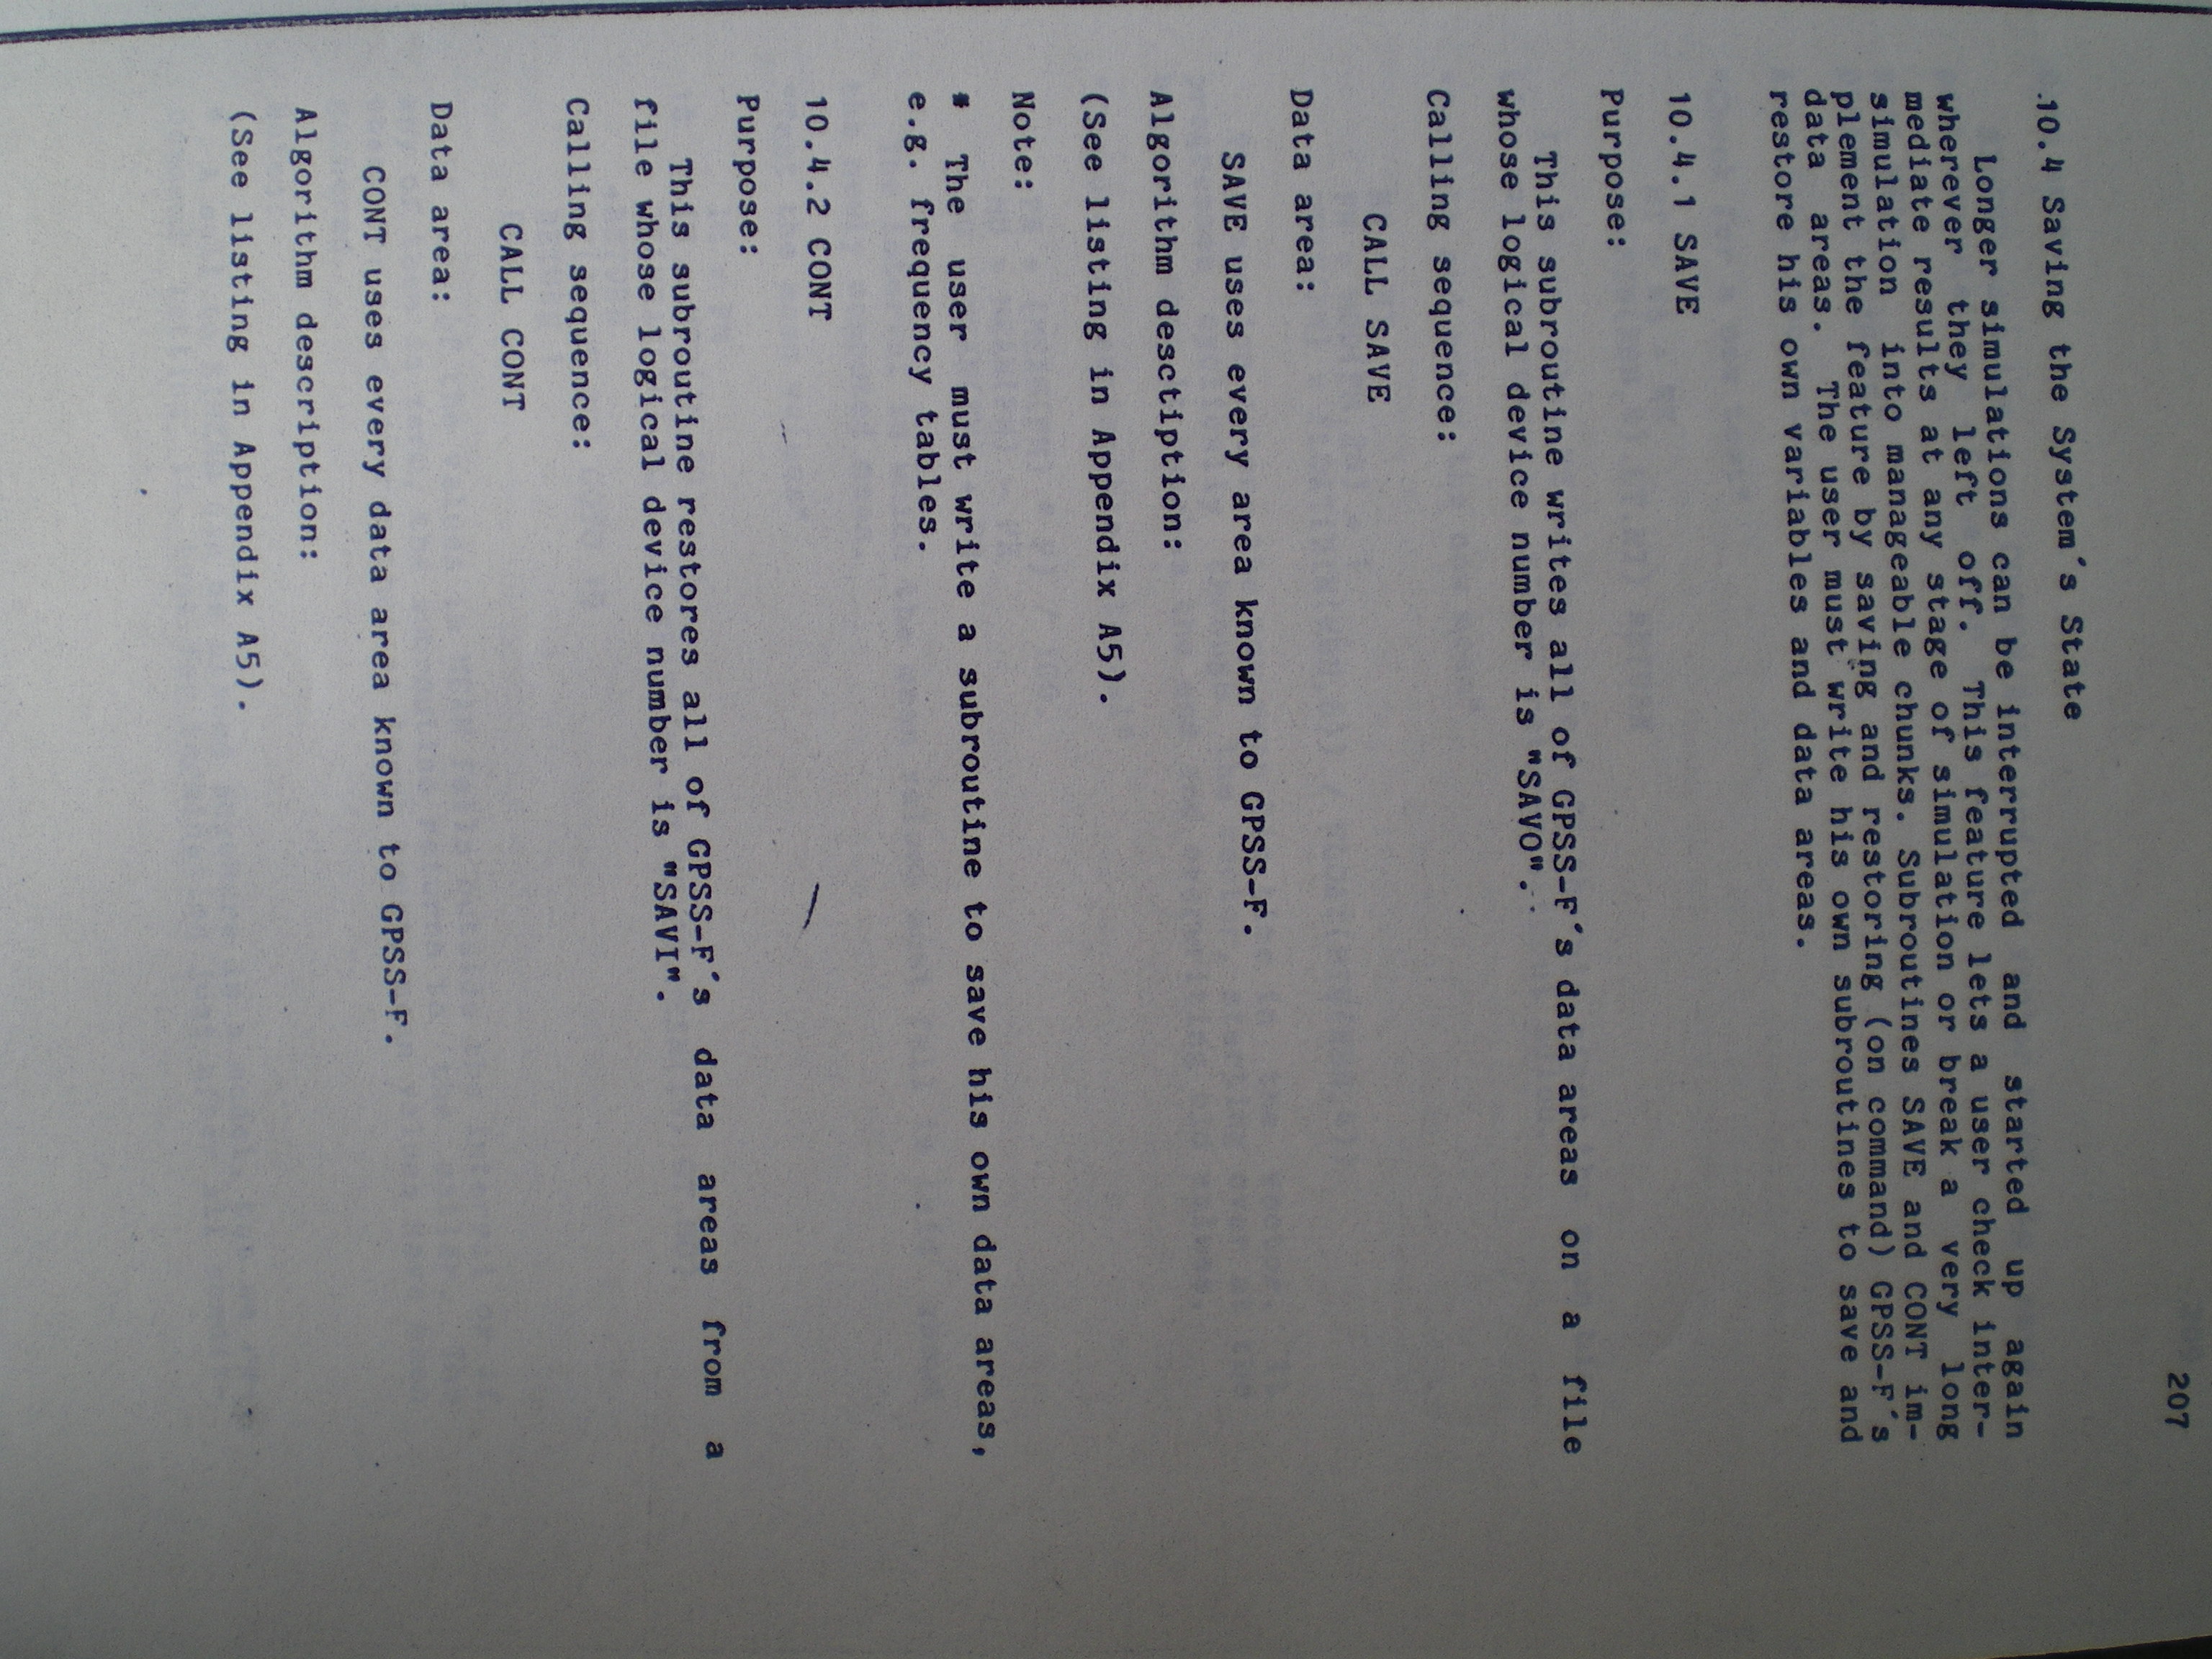 207
10.4 Saving the System's State
Longer simulations can be interrupted and started up again
wherever they left off. This feature lets a user check inter-
mediate results at any stage of simulation or break a very long
simulation into manageable chunks. Subroutines SAVE and CONT im-
plement the feature by saving and restoring (on command) GPSS-F's
data areas. The user must write his own subroutines to save and
restore his own variables and data areas.
10.4.1 SAVE
Purpose:
This subroutine writes all of GPSS-F's data areas on a file
whose logical device number is "SAVO".
Calling sequence:
CALL SAVE
Data area:
SAVE uses every area known to GPSS-F.
Algorithm desctiption:
(See listing in Appendix A5).
Note:
* The user must write a subroutine to save his own data areas,
e.g. frequency tables.
10.4.2 CONT
Purpose:
This subroutine restores all of GPSS-F's data areas from a
file whose logical device number is "SAVI".
Calling sequence:
CALL CONT
Data area:
CONT uses every data area known to GPSS-F.
Algorithm description:
(See listing in Appendix A5).